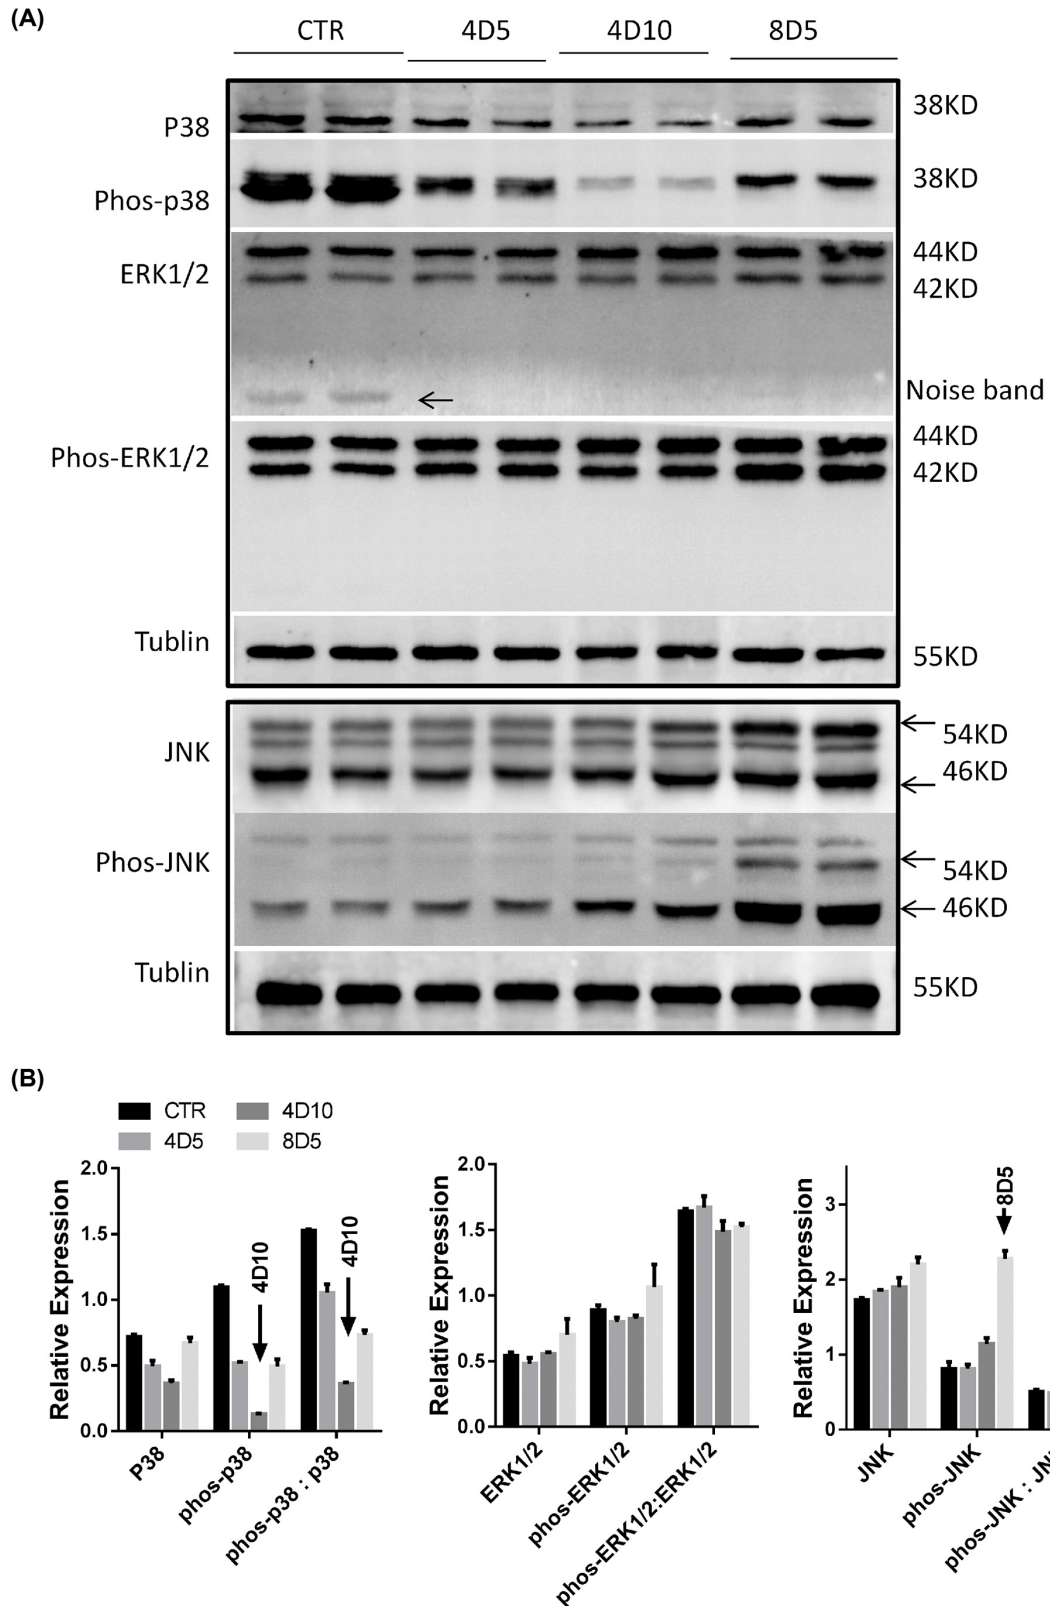 (A)
CTR 4D5 4D10 8D5
P38 38KD
Phos-p38 38KD
ERK1/2 44KD
42KD
Noise band
Phos-ERK1/2 44KD
42KD
Tublin 55KD
JNK 54KD
46KD
Phos-JNK 54KD
46KD
Tublin 55KD
(B)
CTR 4D10
4D5 8D5
Relative Expression
2.0
1.5
1.0
0.5
0.0
4D10
4D10
P38
phos-p38
phos-p38 : p38
Relative Expression
2.0
1.5
1.0
0.5
0.0
ERK1/2
phos-ERK1/2
phos-ERK1/2:ERK1/2
Relative Expression
3
2
1
0
8D5
JNK
phos-JNK
phos-JNK : JN